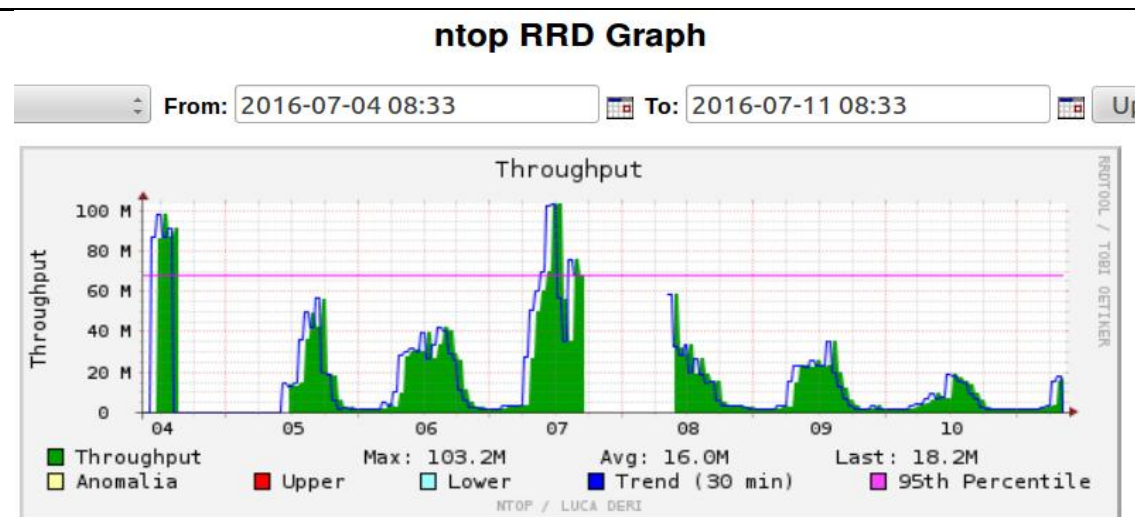 ntop RRD Graph
From: 2016-07-04 08:33 To: 2016-07-11 08:33
Throughput
RRDTOOL / TOBI OETIKER
Throughput
100 M
80 M
60 M
40 M
20 M
0
04 05 06 07 08 09 10
Throughput Max: 103.2M Avg: 16.0M Last: 18.2M
Anomalia Upper Lower Trend (30 min) 95th Percentile
NTOP / LUCA DERI